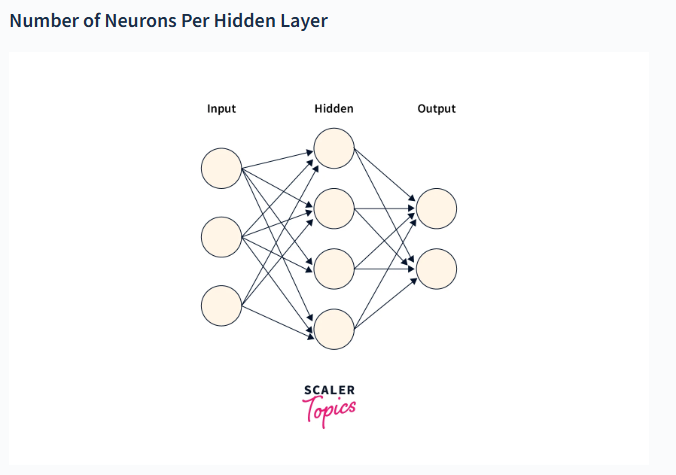 Number of Neurons Per Hidden Layer
Input Hidden Output
SCALER
Topics